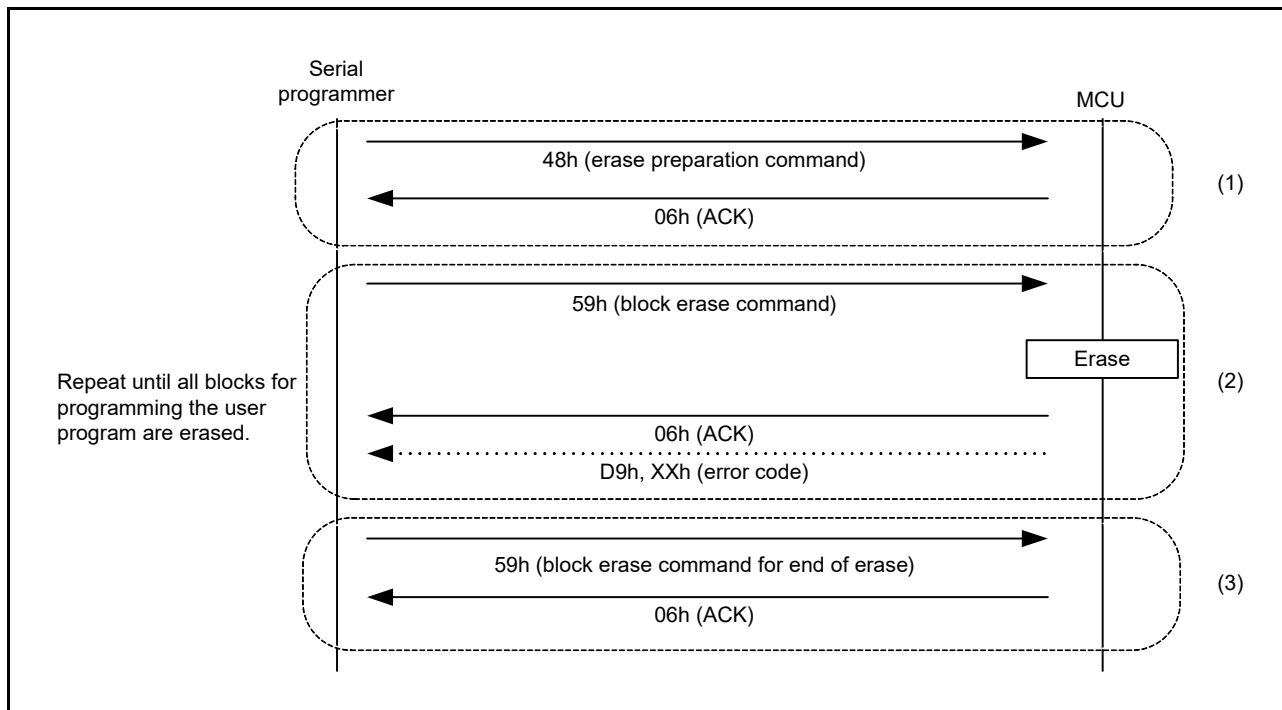 Serial
programmer
MCU
48h (erase preparation command)
(1)
06h (ACK)
59h (block erase command)
Erase
(2)
Repeat until all blocks for
programming the user
program are erased.
06h (ACK)
D9h, XXh (error code)
59h (block erase command for end of erase)
(3)
06h (ACK)